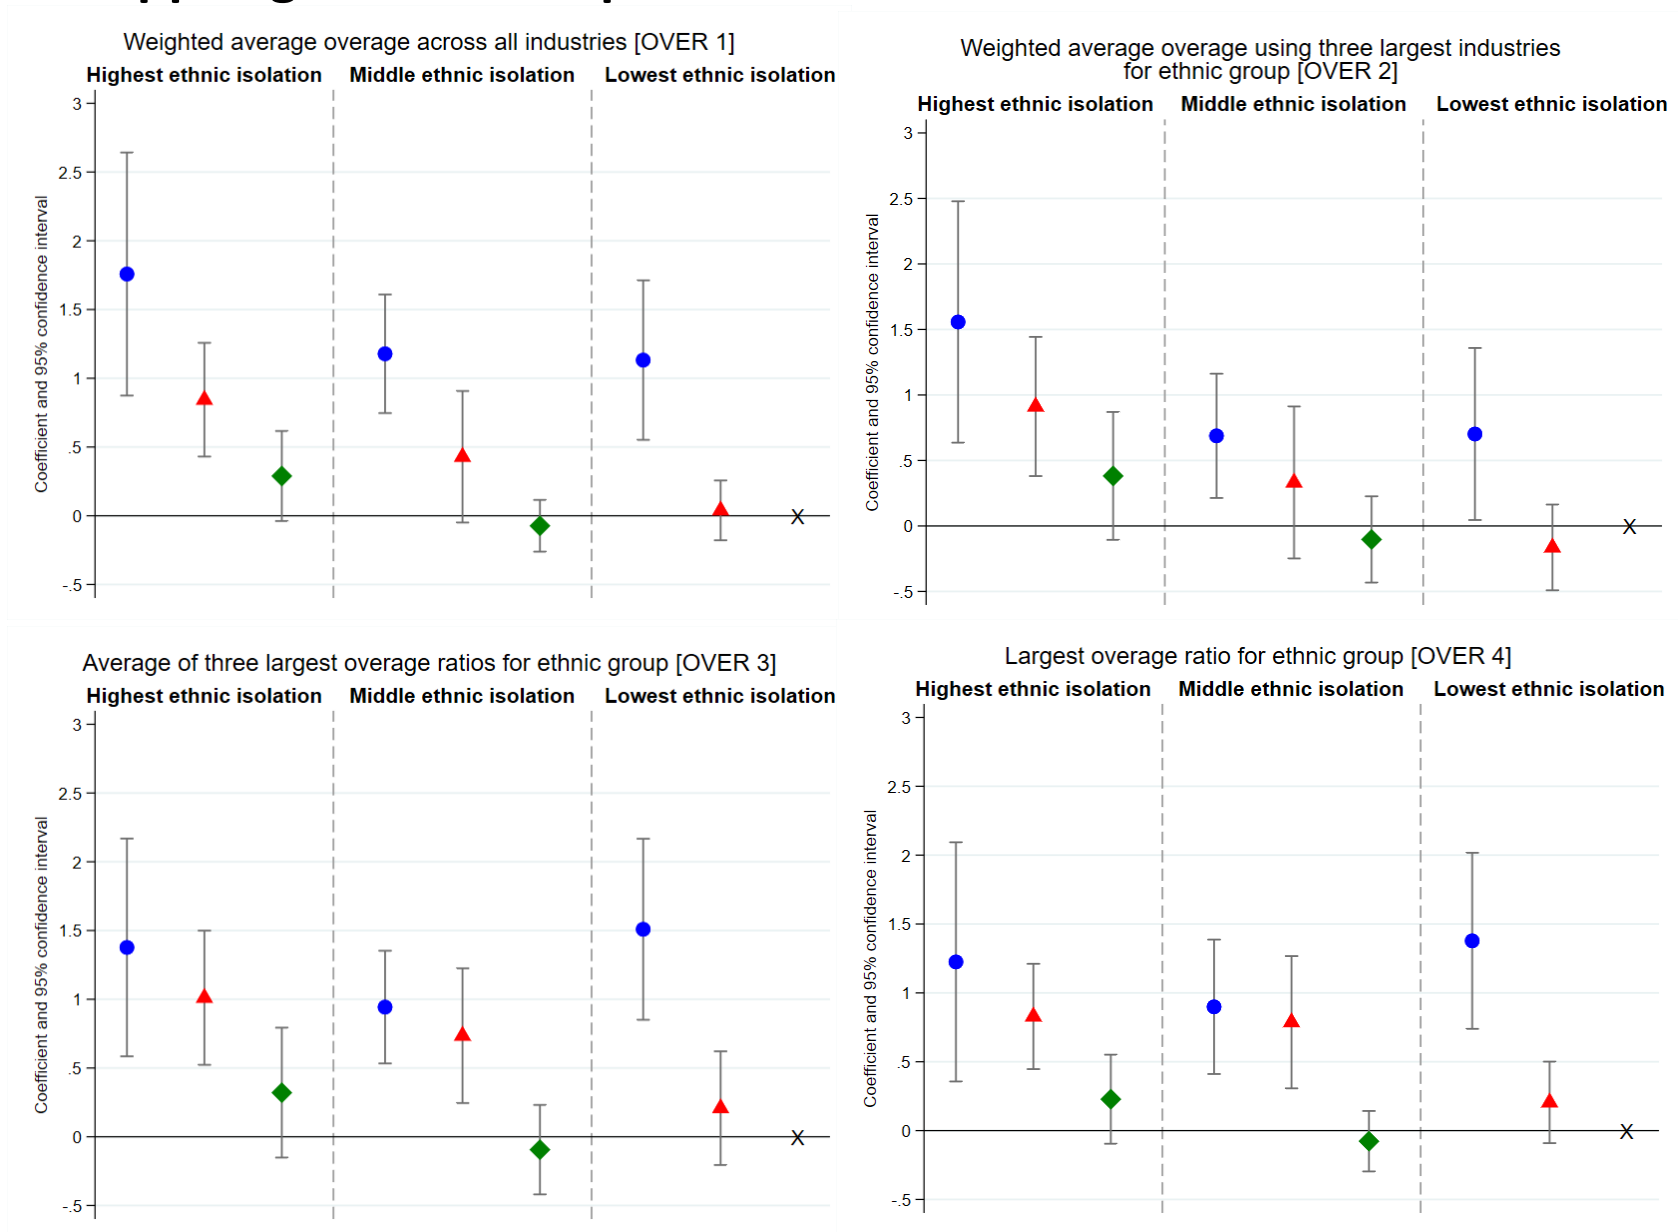 Weighted average overage across all industries [OVER 1]
Highest ethnic isolation Middle ethnic isolation Lowest ethnic isolation
Coefficient and 95% confidence interval
3
2.5
2
1.5
1
.5
0
-.5
X
Weighted average overage using three largest industries
for ethnic group [OVER 2]
Highest ethnic isolation Middle ethnic isolation Lowest ethnic isolation
Coefficient and 95% confidence interval
3
2.5
2
1.5
1
.5
0
-.5
X
Average of three largest overage ratios for ethnic group [OVER 3]
Highest ethnic isolation Middle ethnic isolation Lowest ethnic isolation
Coefficient and 95% confidence interval
3
2.5
2
1.5
1
.5
0
-.5
X
Largest overage ratio for ethnic group [OVER 4]
Highest ethnic isolation Middle ethnic isolation Lowest ethnic isolation
Coefficient and 95% confidence interval
3
2.5
2
1.5
1
.5
0
-.5
X